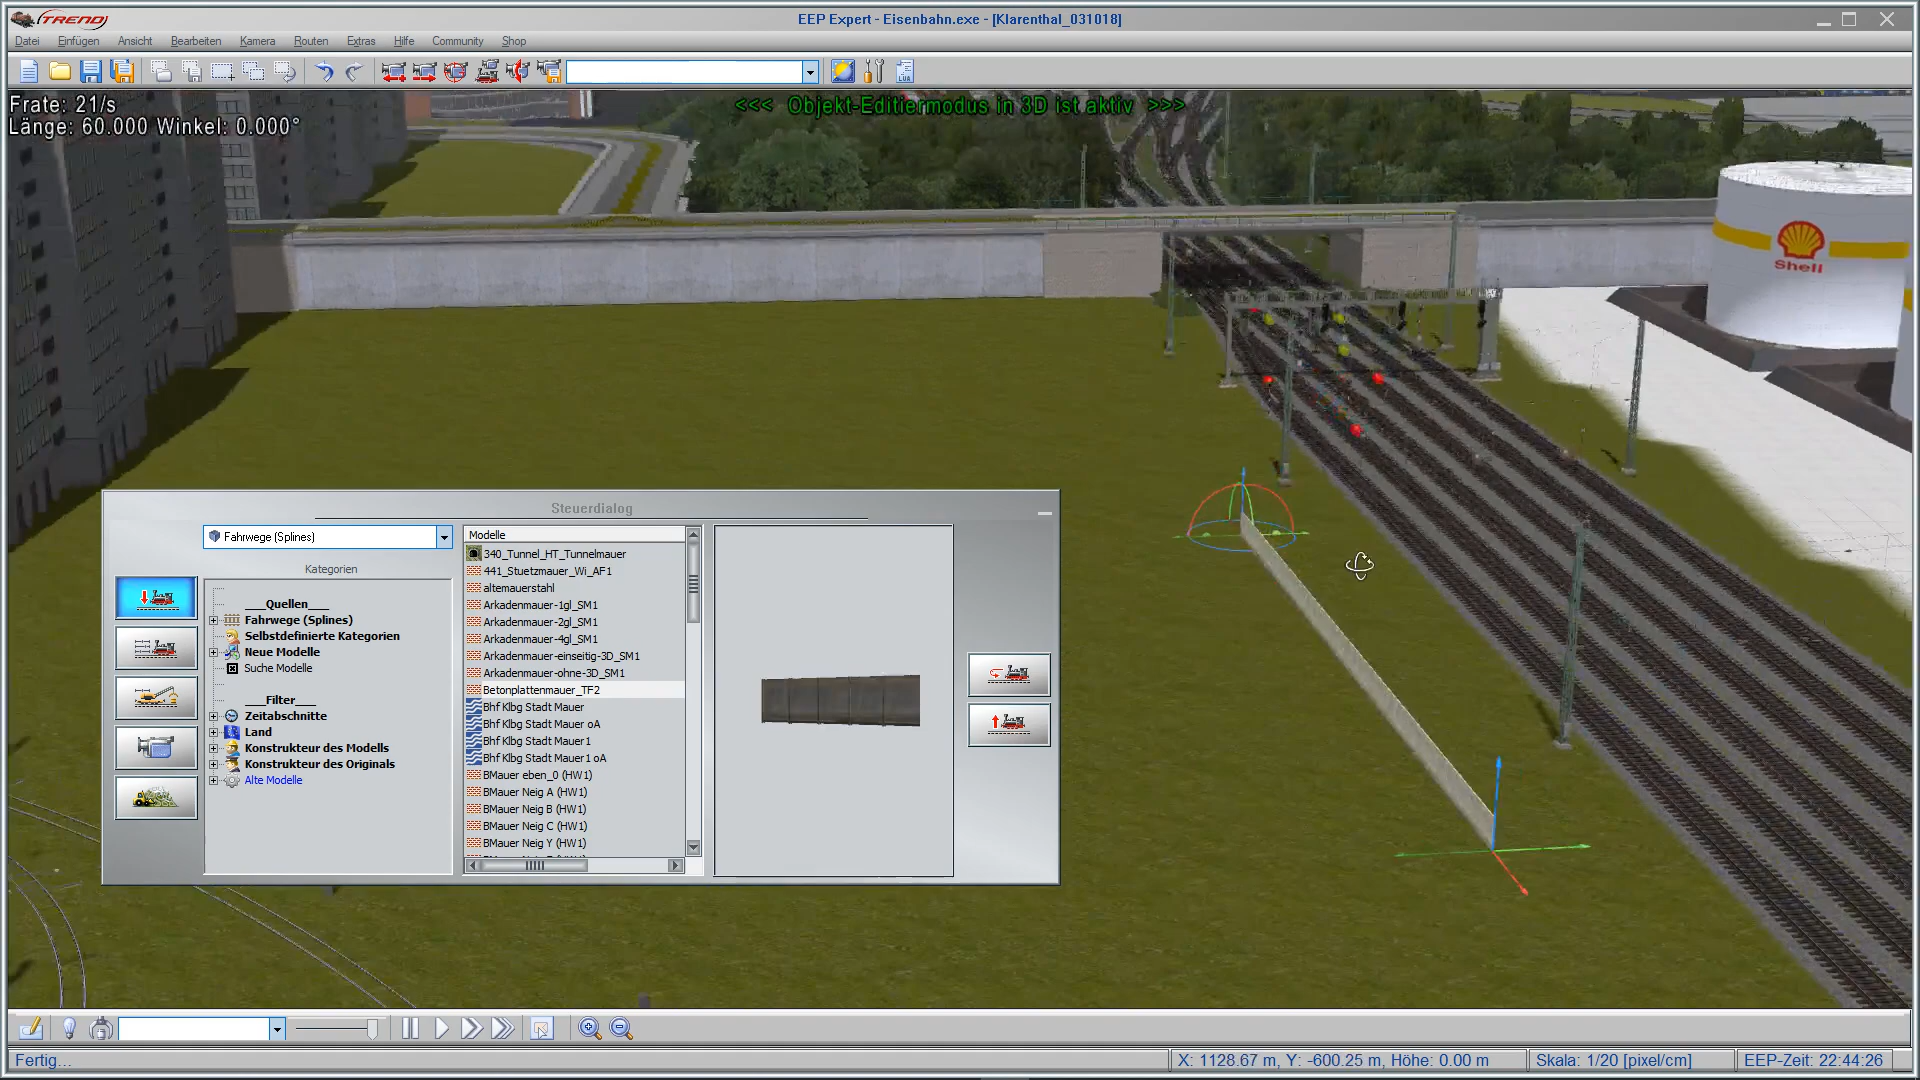 TREND
EEP Expert - Eisenbahn.exe - [Klarenthal_031018]
Datei Einfügen Ansicht Bearbeiten Kamera Routen Extras Hilfe Community Shop
LUA
Frate: 21/s
<<< Objekt-Editiermodus in 3D ist aktiv >>>
Länge: 60.000 Winkel: 0.000°
Shell
Steuerdialog
Fahrwege (Splines)
Kategorien
___Quellen___
Fahrwege (Splines)
Selbstdefinierte Kategorien
Neue Modelle
Suche Modelle
___Filter___
Zeitabschnitte
Land
Konstrukteur des Modells
Konstrukteur des Originals
Alte Modelle
Modelle
340_Tunnel_HT_Tunnelmauer
441_Stuetzmauer_Wi_AF1
altemauerstahl
Arkadenmauer-1gl_SM1
Arkadenmauer-2gl_SM1
Arkadenmauer-4gl_SM1
Arkadenmauer-einseitig-3D_SM1
Arkadenmauer-ohne-3D_SM1
Betonplattenmauer_TF2
Bhf Klbg Stadt Mauer
Bhf Klbg Stadt Mauer oA
Bhf Klbg Stadt Mauer1
Bhf Klbg Stadt Mauer1 oA
BMauer eben_0 (HW1)
BMauer Neig A (HW1)
BMauer Neig B (HW1)
BMauer Neig C (HW1)
BMauer Neig Y (HW1)
Fertig...
X: 1128.67 m, Y: -600.25 m, Höhe: 0.00 m
Skala: 1/20 [pixel/cm]
EEP-Zeit: 22:44:26